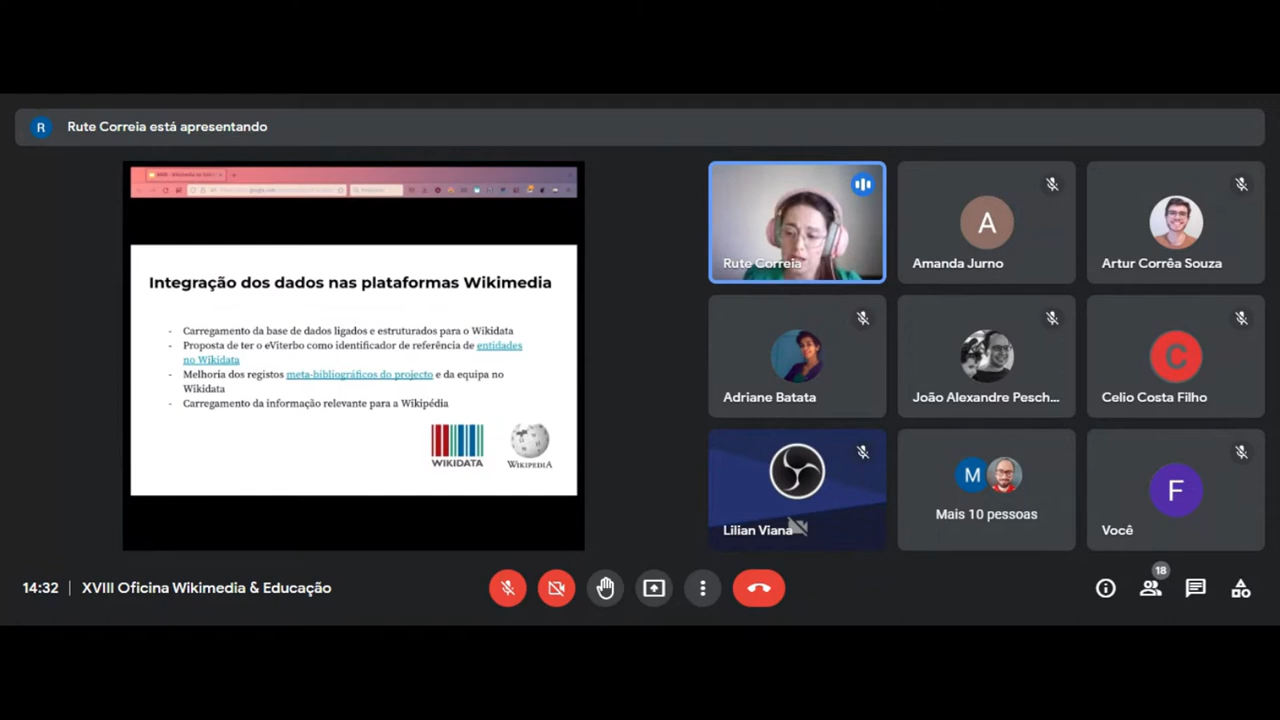 R
Rute Correia está apresentando
Integração dos dados nas plataformas Wikimedia
- Carregamento da base de dados ligados e estruturados para o Wikidata
- Proposta de ter o eViterbo como identificador de referência de entidades
no Wikidata
- Melhoria dos registos meta-bibliográficos do projecto e da equipa no
Wikidata
- Carregamento da informação relevante para a Wikipédia
WIKIDATA
WIKIPEDIA
Rute Correia
A
Amanda Jurno
Artur Corrêa Souza
Adriane Batata
João Alexandre Pesch...
C
Celio Costa Filho
Lilian Viana
M
Mais 10 pessoas
F
Você
14:32 | XVIII Oficina Wikimedia & Educação
18